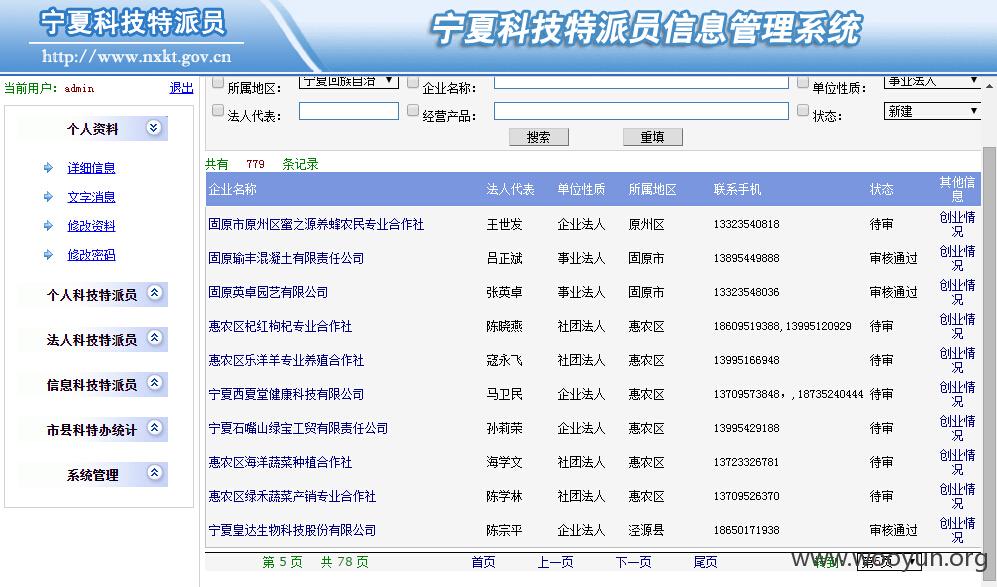 宁夏科技特派员
http://www.nxkt.gov.cn
宁夏科技特派员信息管理系统
当前用户：admin 退出
个人资料
详细信息
文字消息
修改资料
修改密码
个人科技特派员
法人科技特派员
信息科技特派员
市县科特办统计
系统管理
所属地区： 宁夏回族自治 企业名称： 单位性质： 事业法人
法人代表： 经营产品： 状态： 新建
搜索 重填
共有 779 条记录
企业名称 法人代表 单位性质 所属地区 联系手机 状态 其他信息
固原市原州区蜜之源养蜂农民专业合作社 王世发 企业法人 原州区 13323540818 待审 创业情况
固原瑜丰混凝土有限责任公司 吕正斌 事业法人 固原市 13895449888 审核通过 创业情况
固原英卓园艺有限公司 张英卓 事业法人 固原市 13323548036 审核通过 创业情况
惠农区杞红枸杞专业合作社 陈晓燕 社团法人 惠农区 18609519388,13995120929 待审 创业情况
惠农区乐洋羊专业养殖合作社 寇永飞 社团法人 惠农区 13995166948 待审 创业情况
宁夏西夏堂健康科技有限公司 马卫民 企业法人 惠农区 13709573848，,18735240444 待审 创业情况
宁夏石嘴山绿宝工贸有限责任公司 孙莉荣 企业法人 惠农区 13995429188 待审 创业情况
惠农区海洋蔬菜种植合作社 海学文 社团法人 惠农区 13723326781 待审 创业情况
惠农区绿禾蔬菜产销专业合作社 陈学林 社团法人 惠农区 13709526370 待审 创业情况
宁夏皇达生物科技股份有限公司 陈宗平 企业法人 泾源县 18650171938 审核通过 创业情况
第 5 页 共 78 页 首页 上一页 下一页 尾页
www.wooyun.org